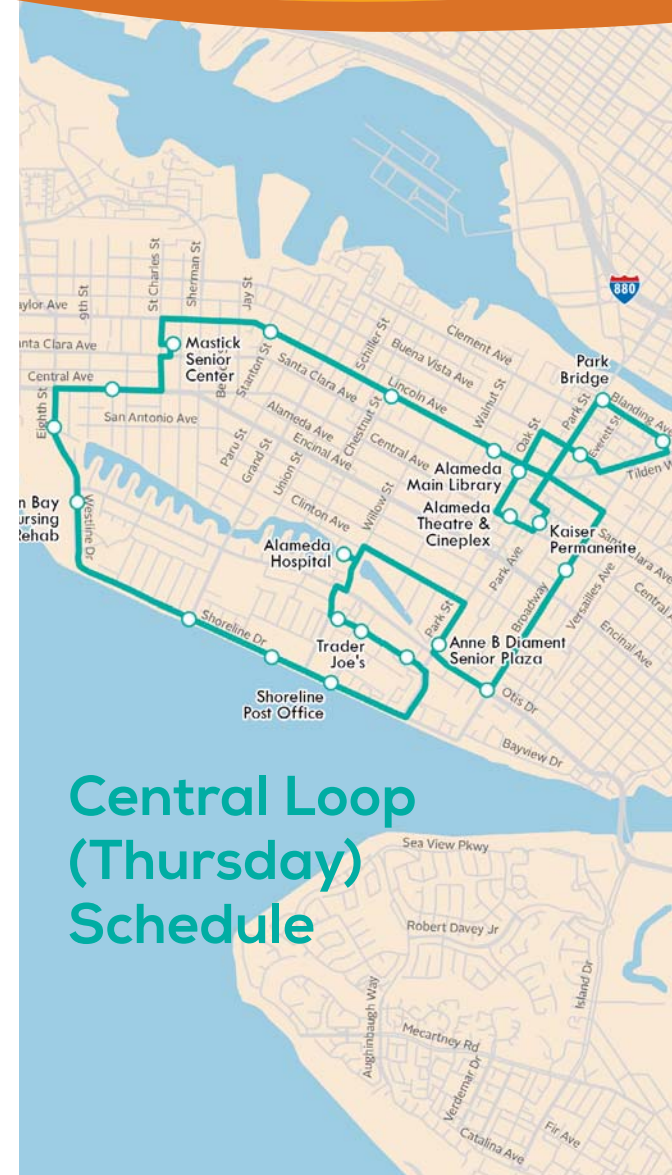 880
St Charles St
Sherman St
Jay St
9th St
aylor Ave
nta Clara Ave
Central Ave
Eighth St
San Antonio Ave
Mastick
Senior
Center
Stanton St
Santa Clara Ave
Schiller St
Clement Ave
Buena Vista Ave
Lincoln Ave
Walnut St
Park
Bridge
Park St
Blanding Ave
Everett St
Oak St
Tilden W
Alameda Ave
Encinal Ave
Chestnut St
Central Ave
Paru St
Grand St
Union St
Clinton Ave
Willow St
Alameda
Main Library
Alameda
Theatre &
Cineplex
Kaiser
Permanente
Park Ave
Broadway
Versailles Ave
Encinal Ave
Central
n Bay
ursing
Rehab
Westline Dr
Alameda
Hospital
Park St
Anne B Diament
Senior Plaza
Shoreline Dr
Trader
Joe's
Shoreline
Post Office
Otis Dr
Bayview Dr
Central Loop
(Thursday)
Schedule
Sea View Pkwy
Robert Davey Jr
Island Dr
Aughinbaugh Way
Mecartney Rd
Verdemar Dr
Fir Ave
Catalina Ave